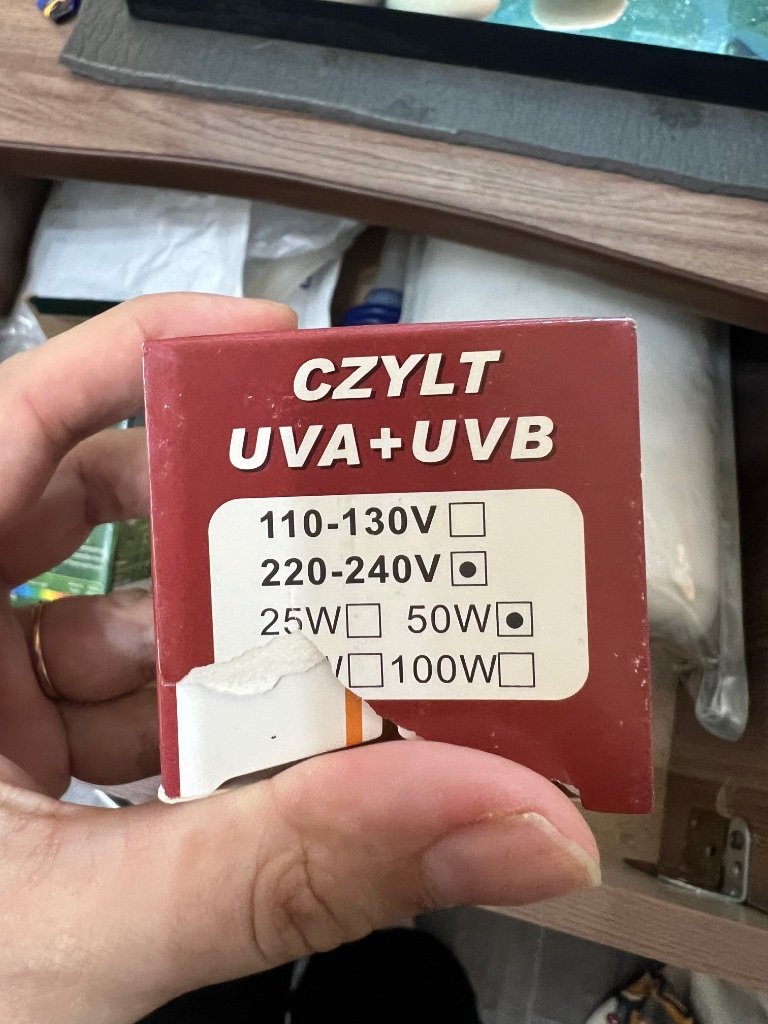 CZYLT
UVA+UVB
110-130V
220-240V
25W 50W
100W